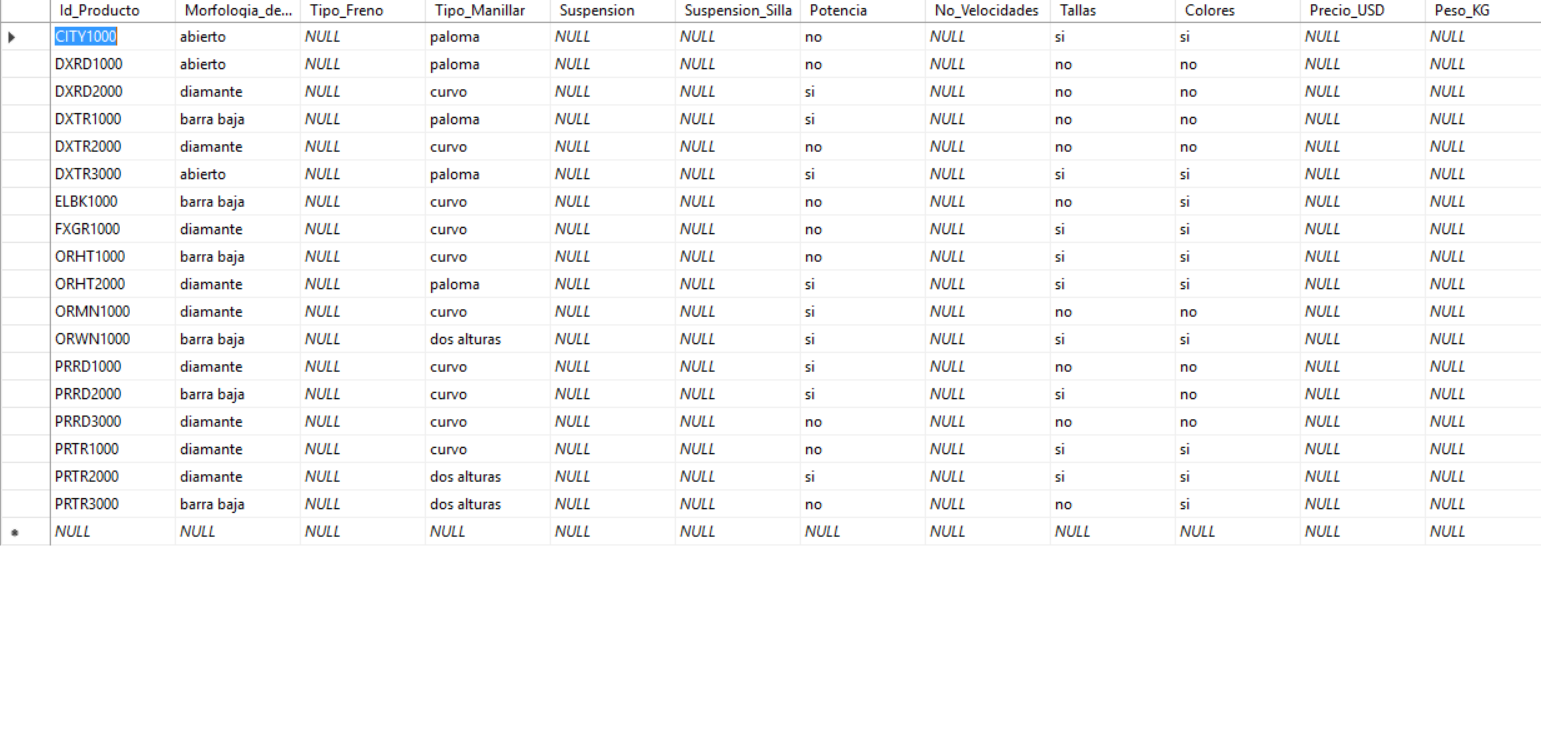 Id_Producto Morfologia_de... Tipo_Freno Tipo_Manillar Suspension Suspension_Silla Potencia No_Velocidades Tallas Colores Precio_USD Peso_KG
CITY1000 abierto NULL paloma NULL NULL no NULL si si NULL NULL
DXRD1000 abierto NULL paloma NULL NULL no NULL no no NULL NULL
DXRD2000 diamante NULL curvo NULL NULL si NULL no no NULL NULL
DXTR1000 barra baja NULL paloma NULL NULL si NULL no no NULL NULL
DXTR2000 diamante NULL curvo NULL NULL no NULL no no NULL NULL
DXTR3000 abierto NULL paloma NULL NULL si NULL si si NULL NULL
ELBK1000 barra baja NULL curvo NULL NULL no NULL no si NULL NULL
FXGR1000 diamante NULL curvo NULL NULL no NULL si si NULL NULL
ORHT1000 barra baja NULL curvo NULL NULL no NULL si si NULL NULL
ORHT2000 diamante NULL paloma NULL NULL si NULL si si NULL NULL
ORMN1000 diamante NULL curvo NULL NULL si NULL no no NULL NULL
ORWN1000 barra baja NULL dos alturas NULL NULL si NULL si si NULL NULL
PRRD1000 diamante NULL curvo NULL NULL si NULL no no NULL NULL
PRRD2000 barra baja NULL curvo NULL NULL si NULL si no NULL NULL
PRRD3000 diamante NULL curvo NULL NULL no NULL no no NULL NULL
PRTR1000 diamante NULL curvo NULL NULL no NULL si si NULL NULL
PRTR2000 diamante NULL dos alturas NULL NULL si NULL si si NULL NULL
PRTR3000 barra baja NULL dos alturas NULL NULL no NULL no si NULL NULL
NULL NULL NULL NULL NULL NULL NULL NULL NULL NULL NULL NULL